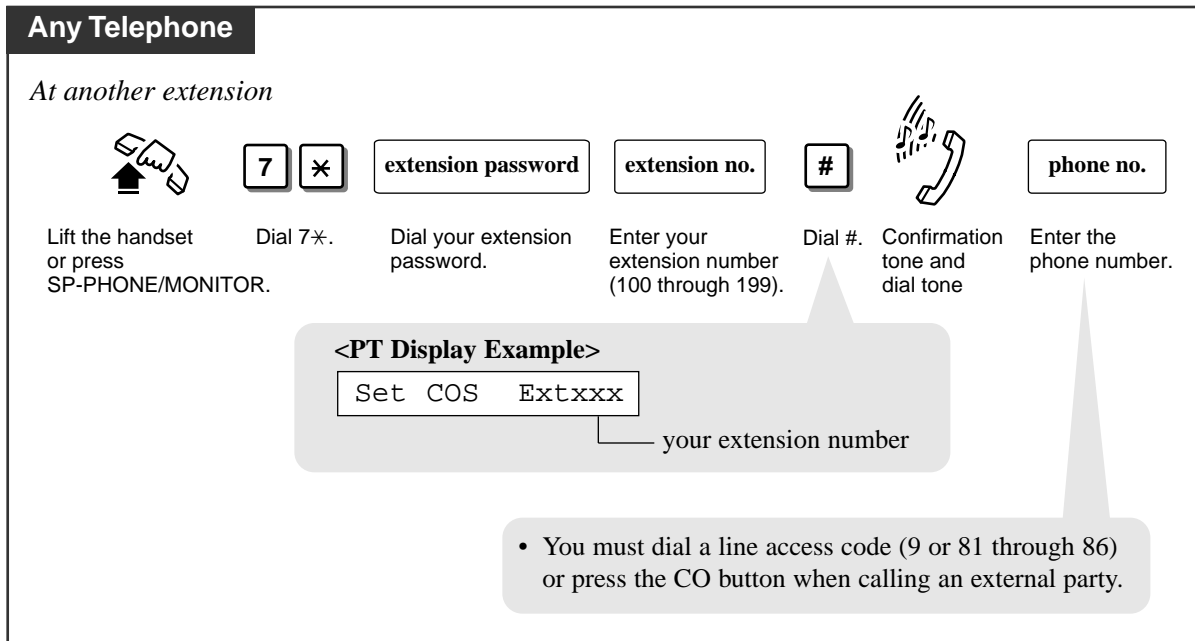 Any Telephone
At another extension
7 ✳ extension password extension no. # phone no.
Lift the handset
or press
SP-PHONE/MONITOR.
Dial 7✳.
Dial your extension
password.
Enter your
extension number
(100 through 199).
Dial #.
Confirmation
tone and
dial tone
Enter the
phone number.
<PT Display Example>
Set COS Extxxx
your extension number
• You must dial a line access code (9 or 81 through 86)
or press the CO button when calling an external party.